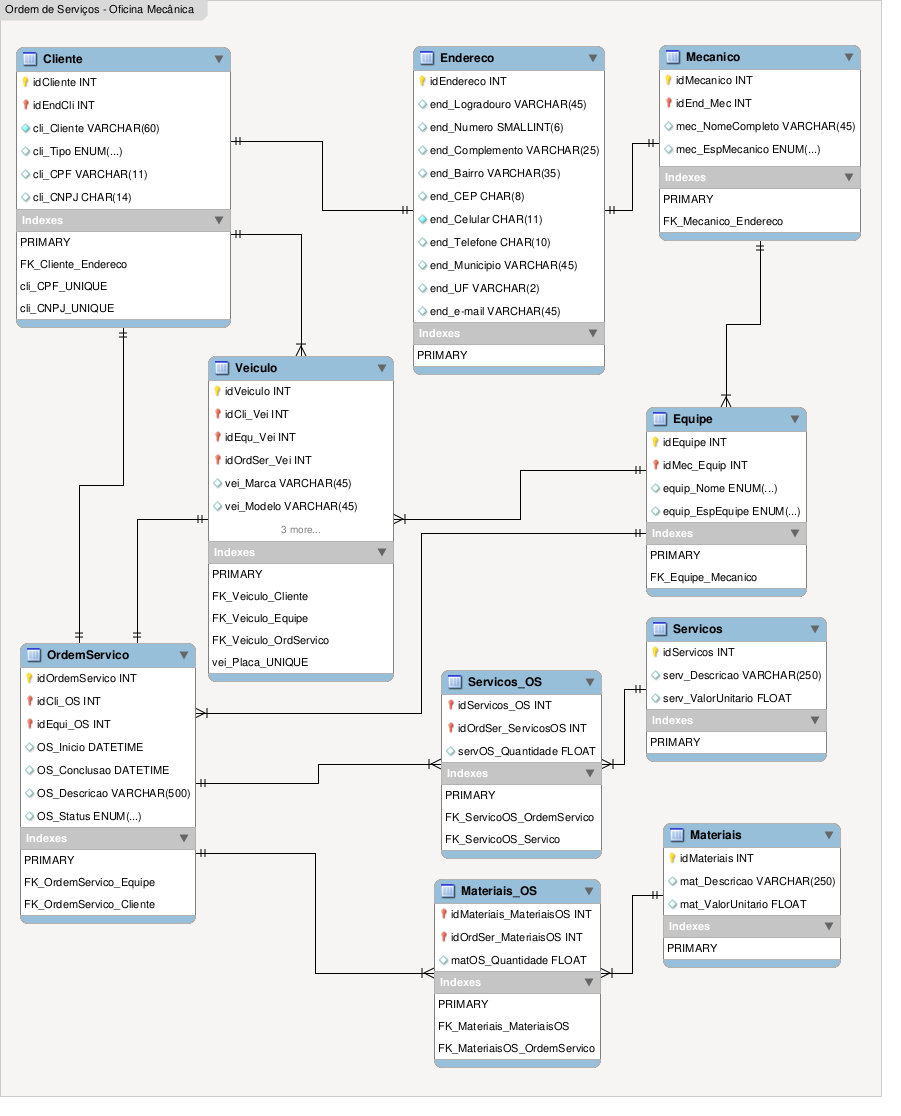 Ordem de Serviços - Oficina Mecânica
Cliente
idCliente INT
idEndCli INT
cli_Cliente VARCHAR(60)
cli_Tipo ENUM(...)
cli_CPF VARCHAR(11)
cli_CNPJ CHAR(14)
Indexes
PRIMARY
FK_Cliente_Endereco
cli_CPF_UNIQUE
cli_CNPJ_UNIQUE
Endereco
idEndereco INT
end_Logradouro VARCHAR(45)
end_Numero SMALLINT(6)
end_Complemento VARCHAR(25)
end_Bairro VARCHAR(35)
end_CEP CHAR(8)
end_Celular CHAR(11)
end_Telefone CHAR(10)
end_Municipio VARCHAR(45)
end_UF VARCHAR(2)
end_e-mail VARCHAR(45)
Indexes
PRIMARY
Mecanico
idMecanico INT
idEnd_Mec INT
mec_NomeCompleto VARCHAR(45)
mec_EspMecanico ENUM(...)
Indexes
PRIMARY
FK_Mecanico_Endereco
Veiculo
idVeiculo INT
idCli_Vei INT
idEqu_Vei INT
idOrdSer_Vei INT
vei_Marca VARCHAR(45)
vei_Modelo VARCHAR(45)
3 more...
Indexes
PRIMARY
FK_Veiculo_Cliente
FK_Veiculo_Equipe
FK_Veiculo_OrdServico
vei_Placa_UNIQUE
Equipe
idEquipe INT
idMec_Equip INT
equip_Nome ENUM(...)
equip_EspEquipe ENUM(...)
Indexes
PRIMARY
FK_Equipe_Mecanico
OrdemServico
idOrdemServico INT
idCli_OS INT
idEqui_OS INT
OS_Inicio DATETIME
OS_Conclusao DATETIME
OS_Descricao VARCHAR(500)
OS_Status ENUM(...)
Indexes
PRIMARY
FK_OrdemServico_Equipe
FK_OrdemServico_Cliente
Servicos_OS
idServicos_OS INT
idOrdSer_ServicosOS INT
servOS_Quantidade FLOAT
Indexes
PRIMARY
FK_ServicoOS_OrdemServico
FK_ServicoOS_Servico
Servicos
idServicos INT
serv_Descricao VARCHAR(250)
serv_ValorUnitario FLOAT
Indexes
PRIMARY
Materiais_OS
idMateriais_MateriaisOS INT
idOrdSer_MateriaisOS INT
matOS_Quantidade FLOAT
Indexes
PRIMARY
FK_Materiais_MateriaisOS
FK_MateriaisOS_OrdemServico
Materiais
idMateriais INT
mat_Descricao VARCHAR(250)
mat_ValorUnitario FLOAT
Indexes
PRIMARY